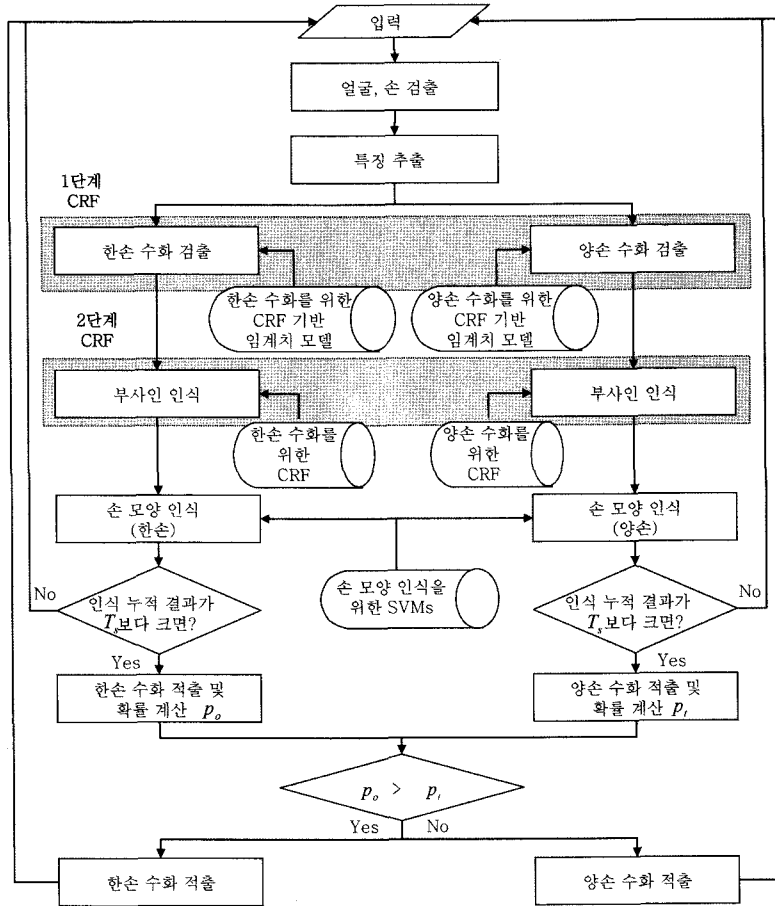 입력
얼굴, 손 검출
특징 추출
1단계
CRF
한손 수화 검출
양손 수화 검출
한손 수화를 위한
CRF 기반
임계치 모델
양손 수화를 위한
CRF 기반
임계치 모델
2단계
CRF
부사인 인식
부사인 인식
한손 수화를
위한
CRF
양손 수화를
위한
CRF
손 모양 인식
(한손)
손 모양 인식
(양손)
손 모양 인식을
위한 SVMs
No
인식 누적 결과가
T_s보다 크면?
No
인식 누적 결과가
T_s보다 크면?
Yes
Yes
한손 수화 적출 및
확률 계산 p_o
양손 수화 적출 및
확률 계산 p_t
p_o > p_t
Yes
No
한손 수화 적출
양손 수화 적출